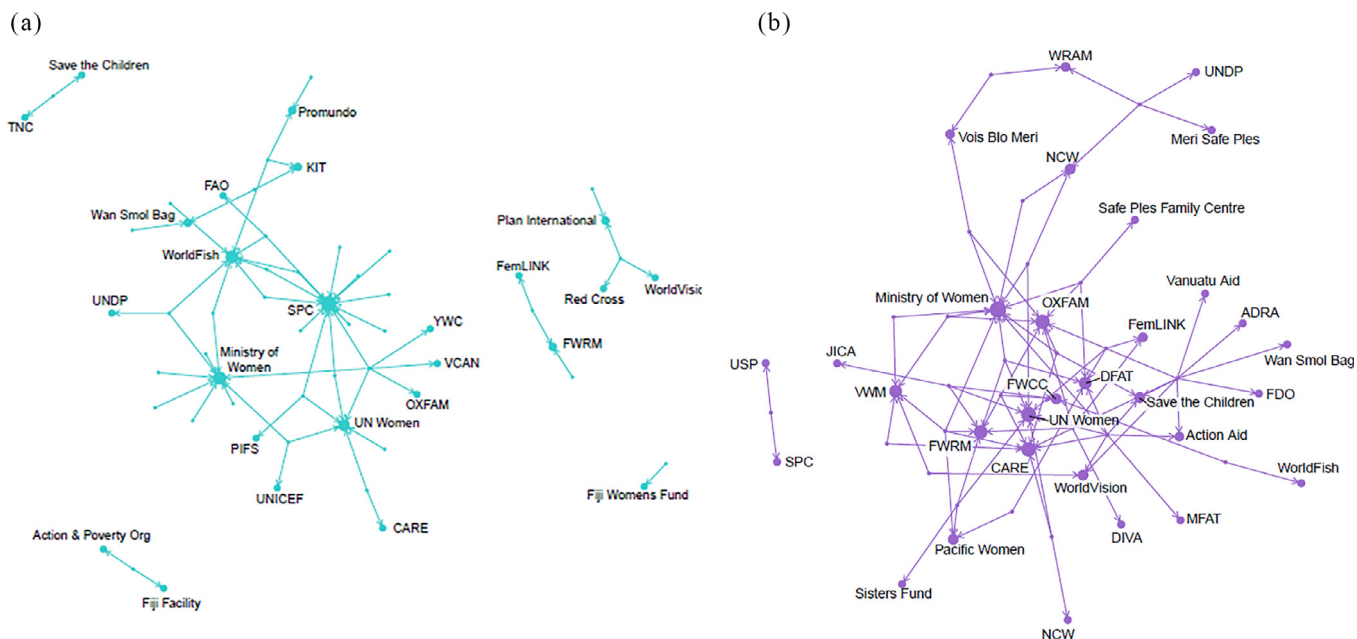 (a)
Save the Children
TNC
Promundo
KIT
FAO
Wan Smol Bag
WorldFish
SPC
UNDP
Ministry of
Women
YWC
VCAN
OXFAM
UN Women
PIFS
UNICEF
CARE
Action & Poverty Org
Fiji Facility
Plan International
FemLINK
Red Cross
WorldVisio
FWRM
Fiji Womens Fund
(b)
WRAM
UNDP
Vois Blo Meri
Meri Safe Ples
NCW
Safe Ples Family Centre
Vanuatu Aid
Ministry of Women
OXFAM
ADRA
FemLINK
Wan Smol Bag
USP
JICA
DFAT
FWCC
VWM
Save the Children
FDO
UN Women
Action Aid
FWRM
SPC
CARE
WorldVision
WorldFish
MFAT
DIVA
Pacific Women
Sisters Fund
NCW